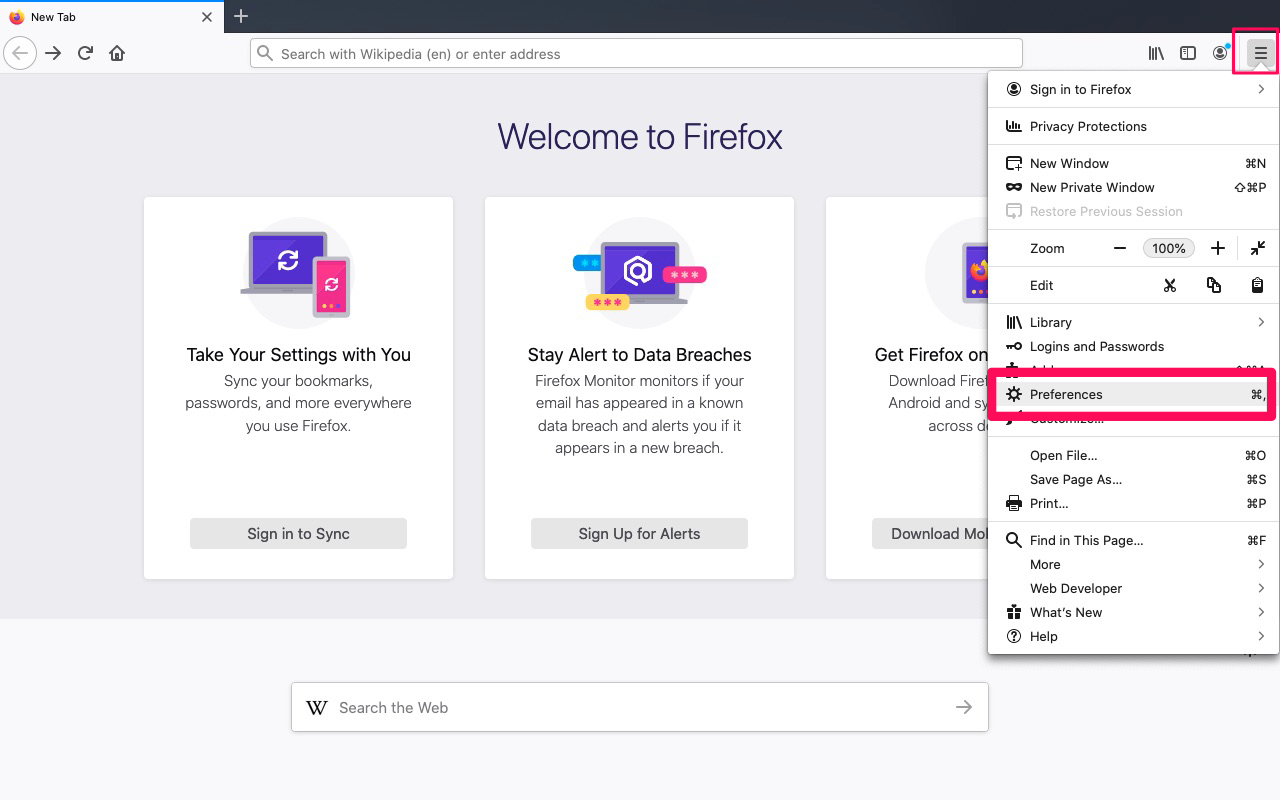 New Tab
Search with Wikipedia (en) or enter address
Sign in to Firefox
Privacy Protections
New Window ⌘N
New Private Window ⇧⌘P
Restore Previous Session
Zoom 100%
Edit
Library
Logins and Passwords
Preferences ⌘,
Customize...
Open File... ⌘O
Save Page As... ⌘S
Print... ⌘P
Find in This Page... ⌘F
More
Web Developer
What's New
Help
Welcome to Firefox
Take Your Settings with You
Sync your bookmarks,
passwords, and more everywhere
you use Firefox.
Sign in to Sync
Stay Alert to Data Breaches
Firefox Monitor monitors if your
email has appeared in a known
data breach and alerts you if it
appears in a new breach.
Sign Up for Alerts
Get Firefox on
Download Firef
Android and sy
across de
Download Mol
W Search the Web